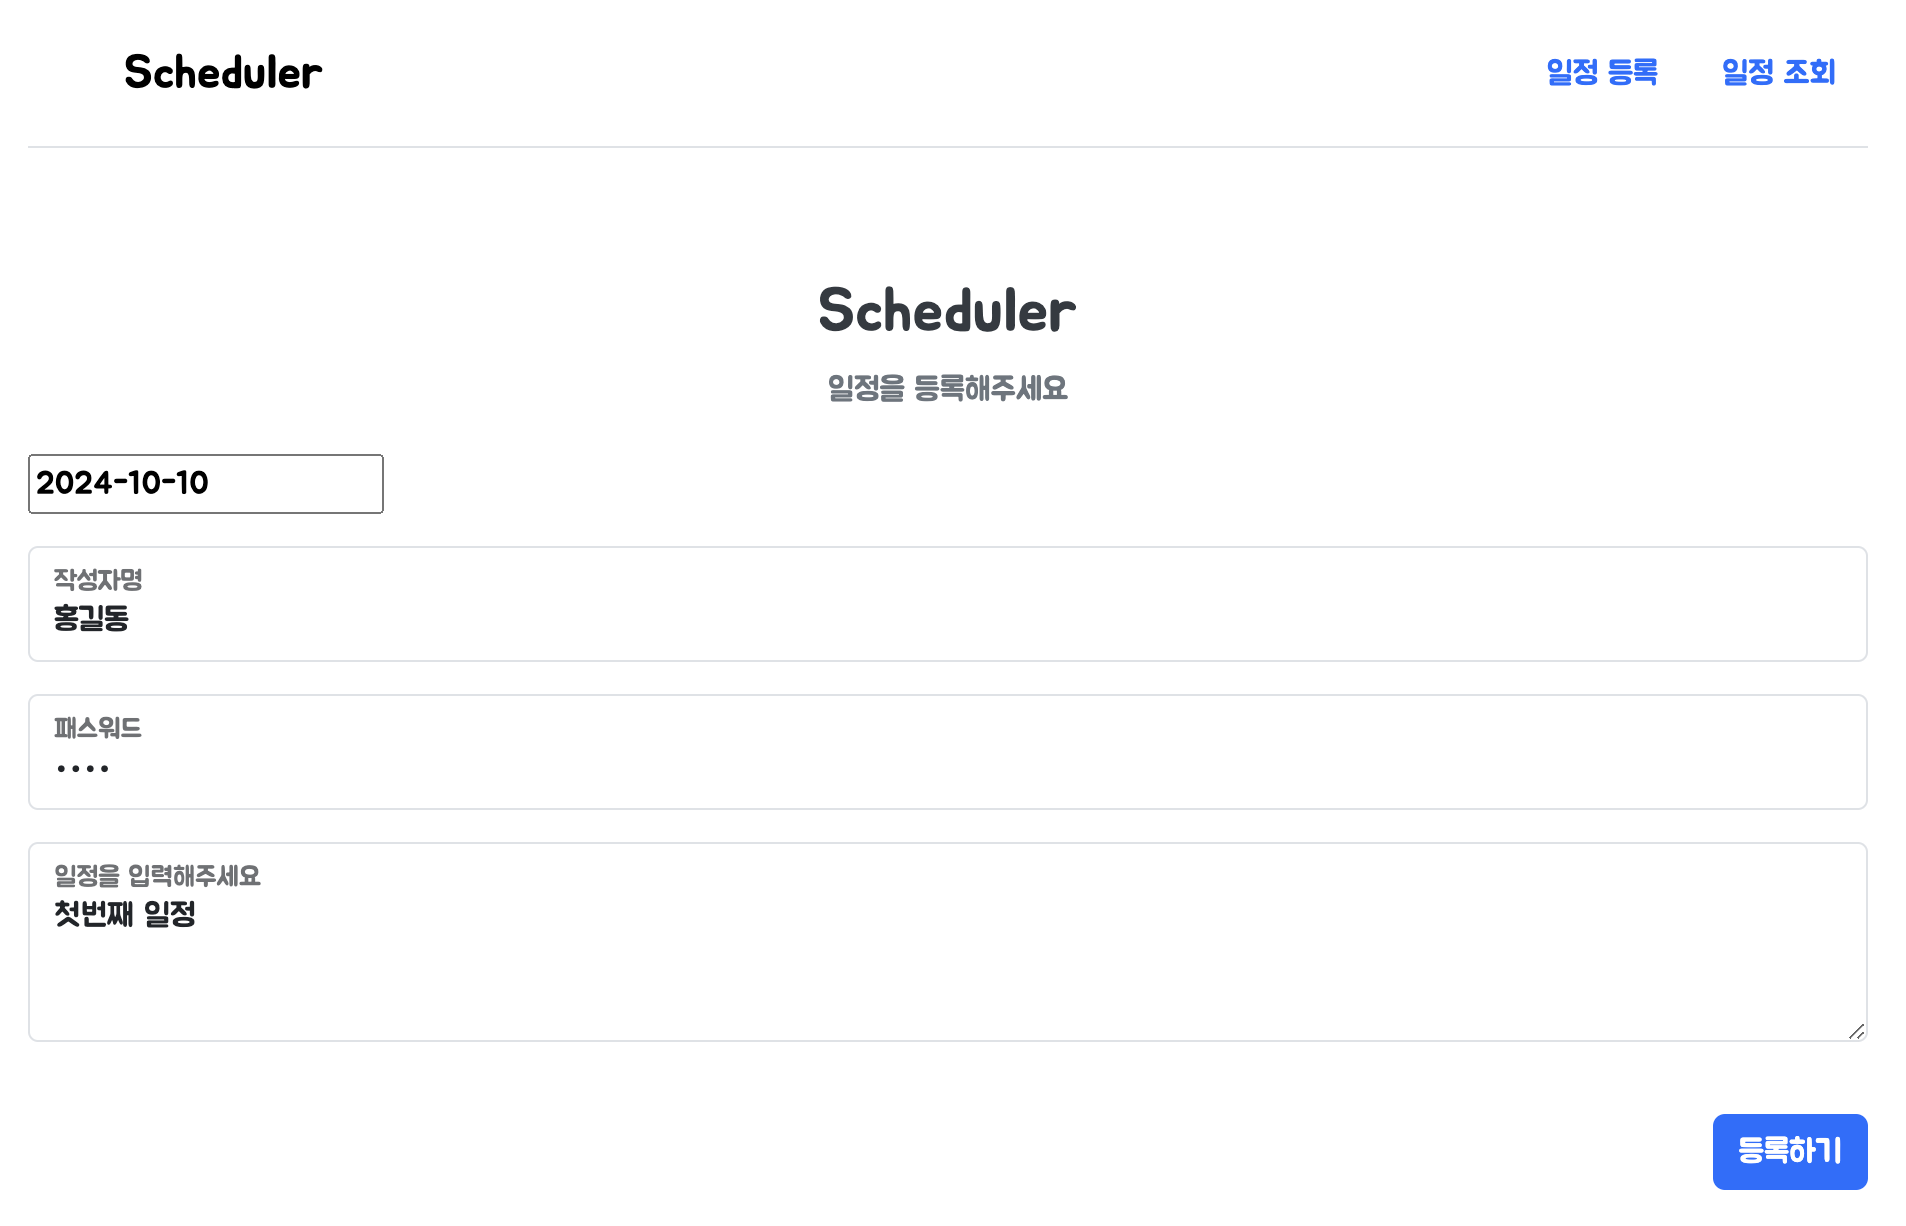 Scheduler
일정 등록
일정 조회
Scheduler
일정을 등록해주세요
2024-10-10
작성자명
홍길동
패스워드
····
일정을 입력해주세요
첫번째 일정
등록하기